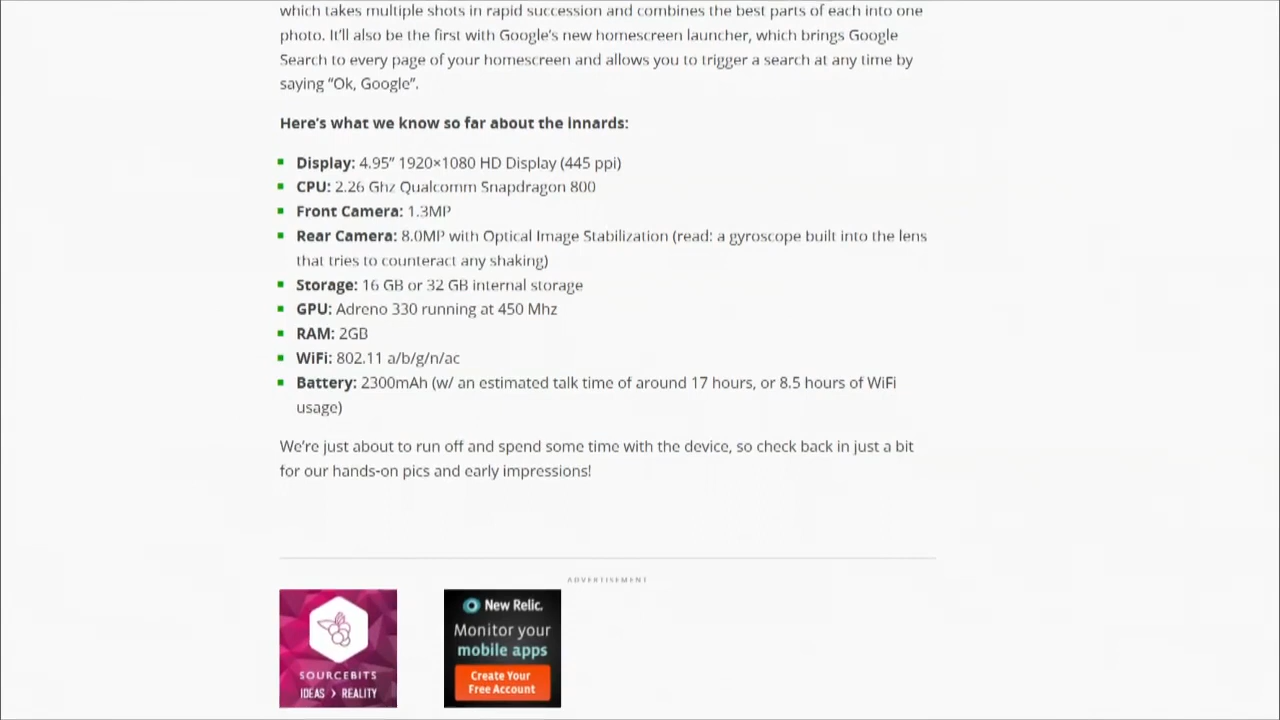 which takes multiple shots in rapid succession and combines the best parts of each into one
photo. It’ll also be the first with Google’s new homescreen launcher, which brings Google
Search to every page of your homescreen and allows you to trigger a search at any time by
saying “Ok, Google”.
Here’s what we know so far about the innards:
Display: 4.95” 1920×1080 HD Display (445 ppi)
CPU: 2.26 Ghz Qualcomm Snapdragon 800
Front Camera: 1.3MP
Rear Camera: 8.0MP with Optical Image Stabilization (read: a gyroscope built into the lens
that tries to counteract any shaking)
Storage: 16 GB or 32 GB internal storage
GPU: Adreno 330 running at 450 Mhz
RAM: 2GB
WiFi: 802.11 a/b/g/n/ac
Battery: 2300mAh (w/ an estimated talk time of around 17 hours, or 8.5 hours of WiFi
usage)
We’re just about to run off and spend some time with the device, so check back in just a bit
for our hands-on pics and early impressions!
ADVERTISEMENT
SOURCEBITS
IDEAS > REALITY
New Relic.
Monitor your
mobile apps
Create Your
Free Account